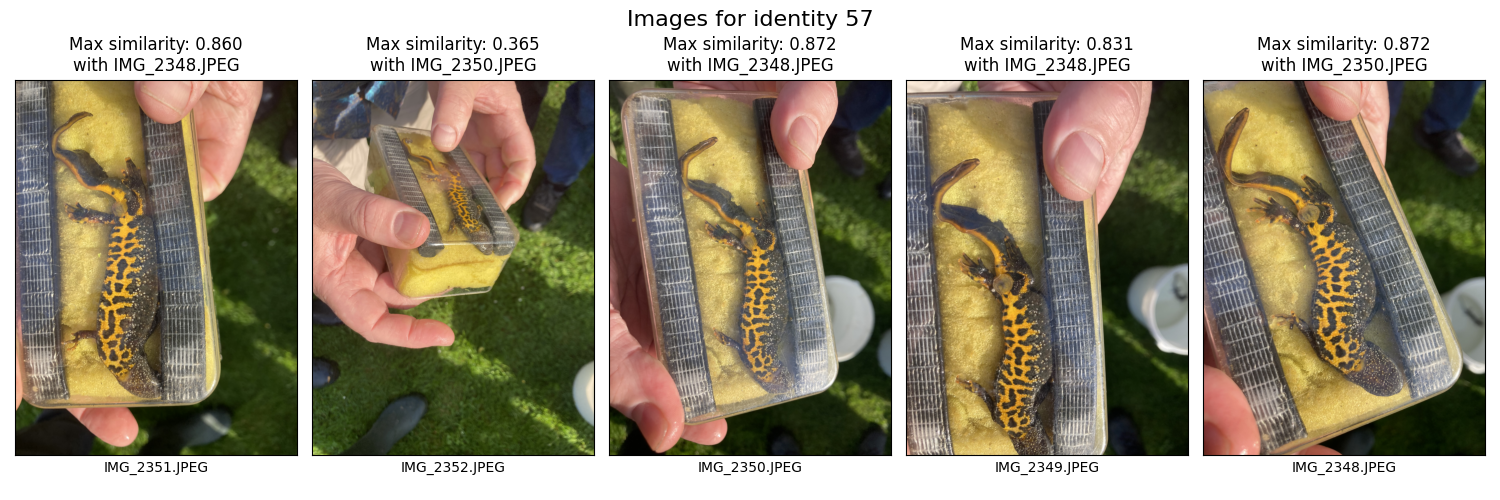 Images for identity 57
Max similarity: 0.860
with IMG_2348.JPEG
Max similarity: 0.365
with IMG_2350.JPEG
Max similarity: 0.872
with IMG_2348.JPEG
Max similarity: 0.831
with IMG_2348.JPEG
Max similarity: 0.872
with IMG_2350.JPEG
IMG_2351.JPEG
IMG_2352.JPEG
IMG_2350.JPEG
IMG_2349.JPEG
IMG_2348.JPEG